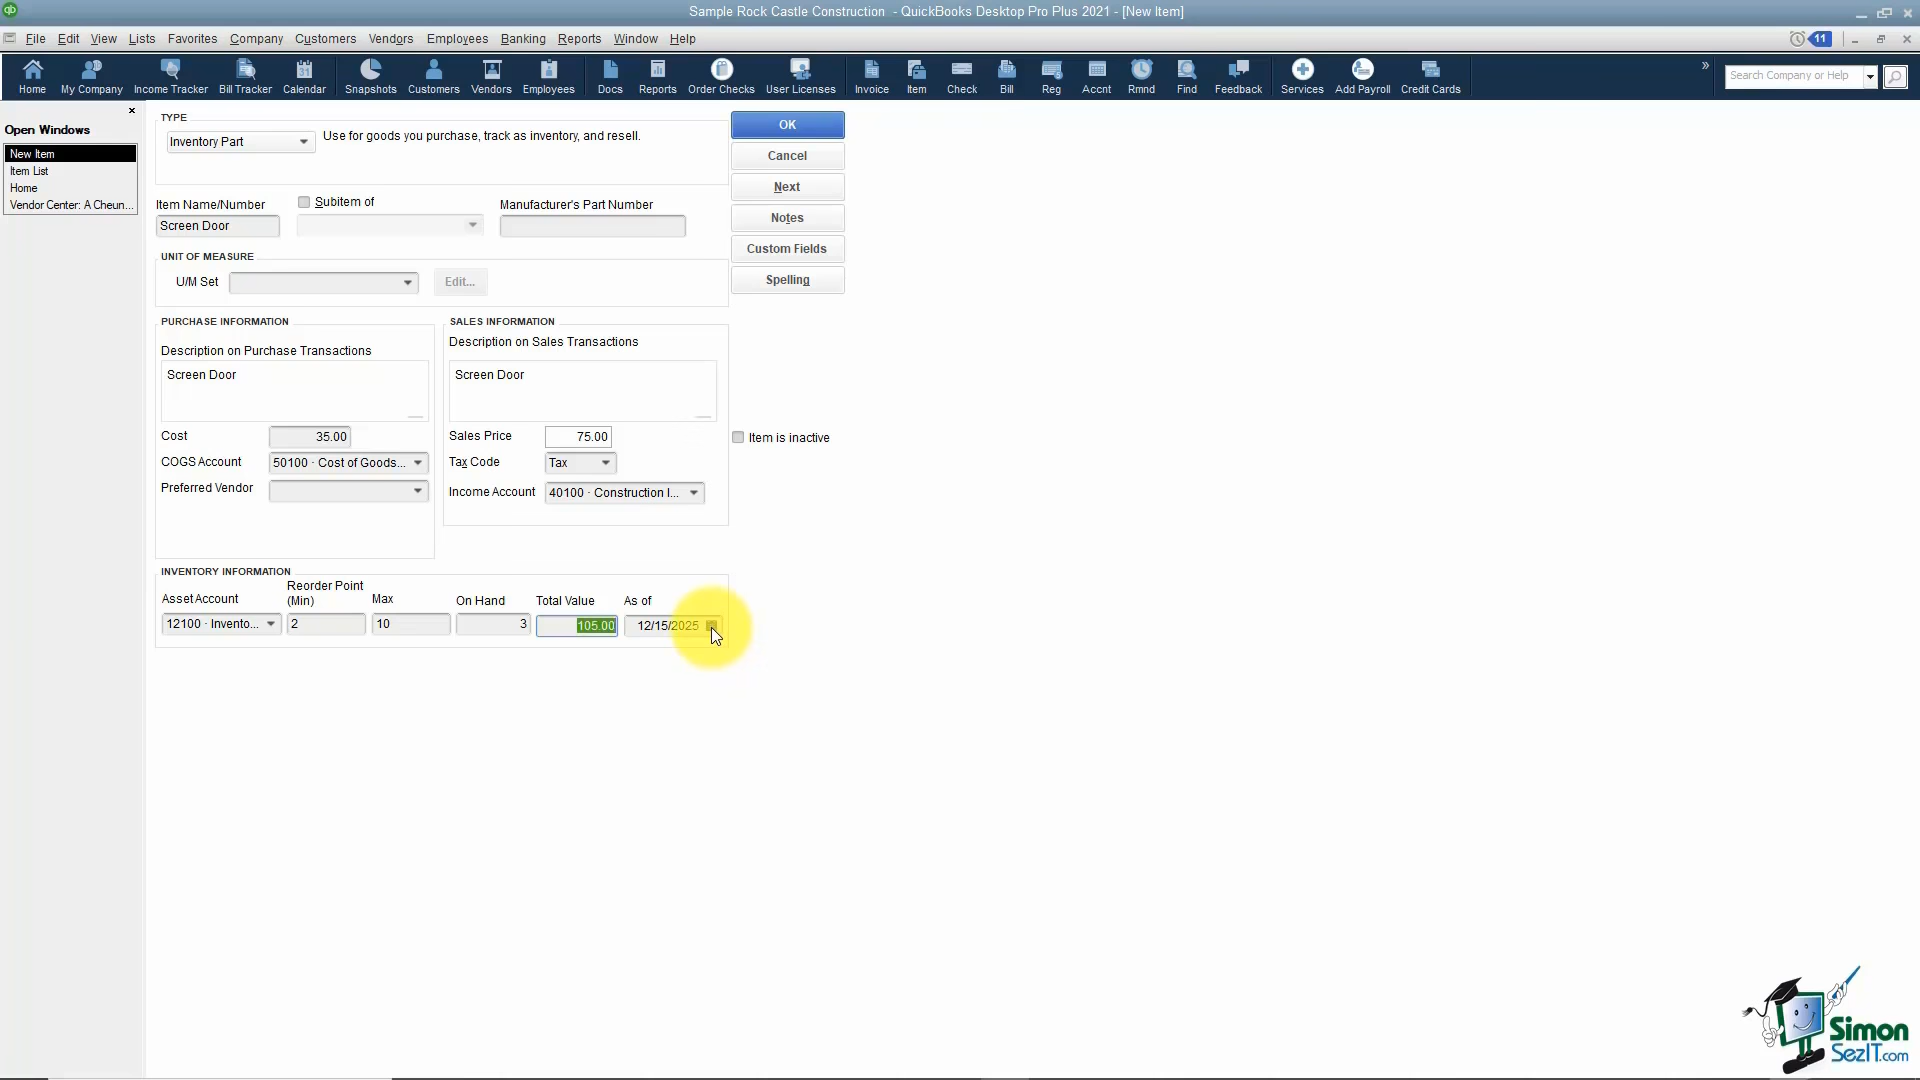 Sample Rock Castle Construction - QuickBooks Desktop Pro Plus 2021 - [New Item]
File Edit View Lists Favorites Company Customers Vendors Employees Banking Reports Window Help 11
Home My Company Income Tracker Bill Tracker Calendar Snapshots Customers Vendors Employees Docs Reports Order Checks User Licenses Invoice Item Check Bill Reg Accnt Rmnd Find Feedback Services Add Payroll Credit Cards » Search Company or Help
Open Windows
New Item
Item List
Home
Vendor Center: A Cheun...
TYPE
Inventory Part
Use for goods you purchase, track as inventory, and resell.
OK
Cancel
Next
Notes
Custom Fields
Spelling
Item Name/Number
Screen Door
Subitem of
Manufacturer's Part Number
UNIT OF MEASURE
U/M Set
Edit...
PURCHASE INFORMATION
Description on Purchase Transactions
Screen Door
Cost 35.00
COGS Account 50100 · Cost of Goods...
Preferred Vendor
SALES INFORMATION
Description on Sales Transactions
Screen Door
Sales Price 75.00
Tax Code Tax
Income Account 40100 · Construction I...
Item is inactive
INVENTORY INFORMATION
Asset Account
12100 · Invento...
Reorder Point
(Min)
2
Max
10
On Hand
3
Total Value
105.00
As of
12/15/2025
Simon
SezIT.com